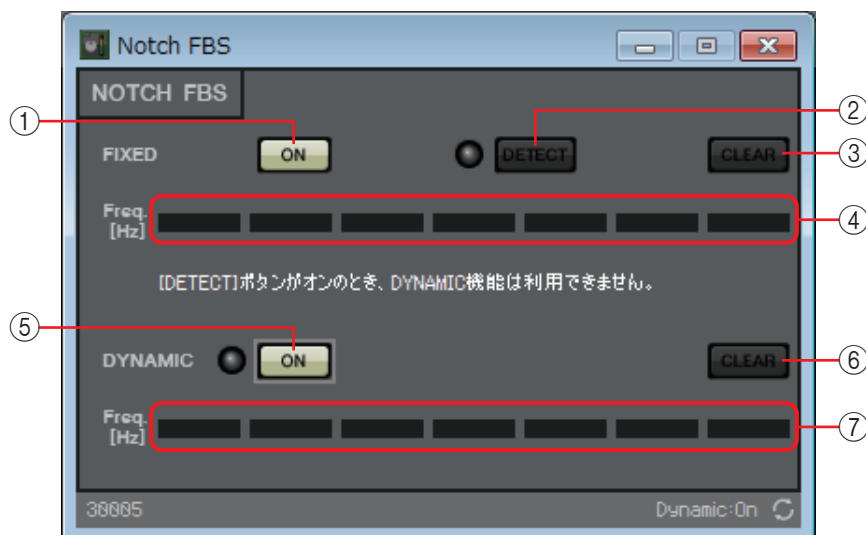 Notch FBS
NOTCH FBS
① ② ③
FIXED ON DETECT CLEAR
Freq.
[Hz]
④
[DETECT]ボタンがオンのとき、DYNAMIC機能は利用できません。
⑤ ⑥
DYNAMIC ON CLEAR
Freq.
[Hz]
⑦
30005 Dynamic:On